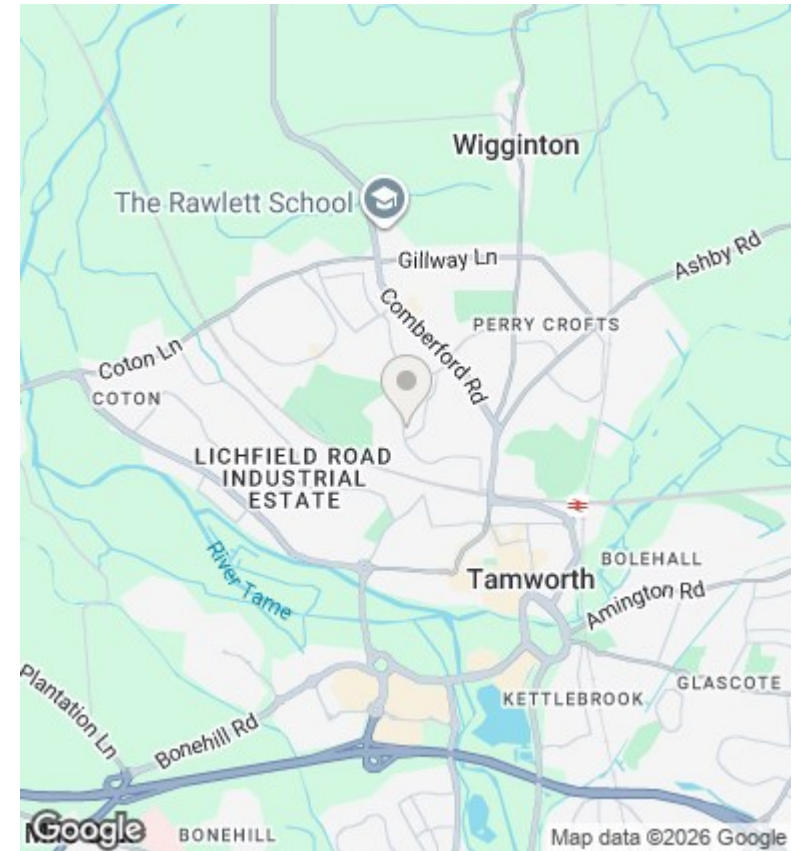 Wigginton
The Rawlett School
Gillway Ln
Ashby Rd
Comberford Rd
PERRY CROFTS
Coton Ln
COTON
LICHFIELD ROAD
INDUSTRIAL
ESTATE
River Tame
BOLEHALL
Tamworth
Amington Rd
GLASCOTE
KETTLEBROOK
Plantation Ln
Bonehill Rd
Google
BONEHILL
Map data ©2026 Google